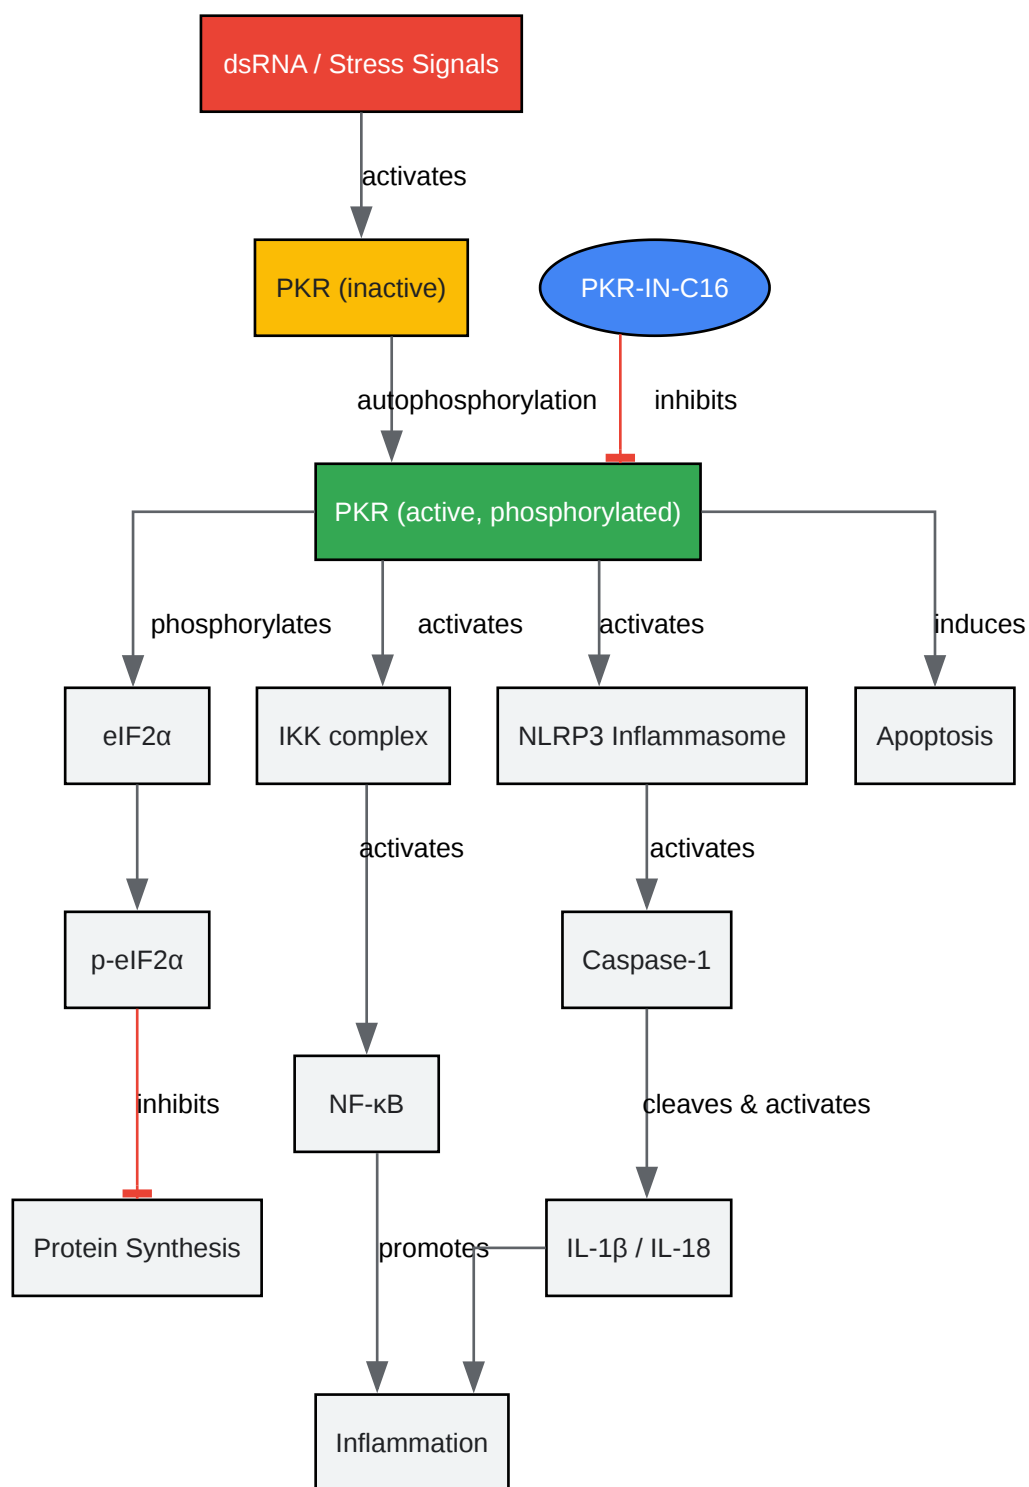 dsRNA / Stress Signals
activates
PKR (inactive)
PKR-IN-C16
autophosphorylation
inhibits
PKR (active, phosphorylated)
phosphorylates
activates
activates
induces
eIF2α
IKK complex
NLRP3 Inflammasome
Apoptosis
activates
activates
p-eIF2α
Caspase-1
inhibits
NF-κB
cleaves & activates
Protein Synthesis
promotes
IL-1β / IL-18
Inflammation